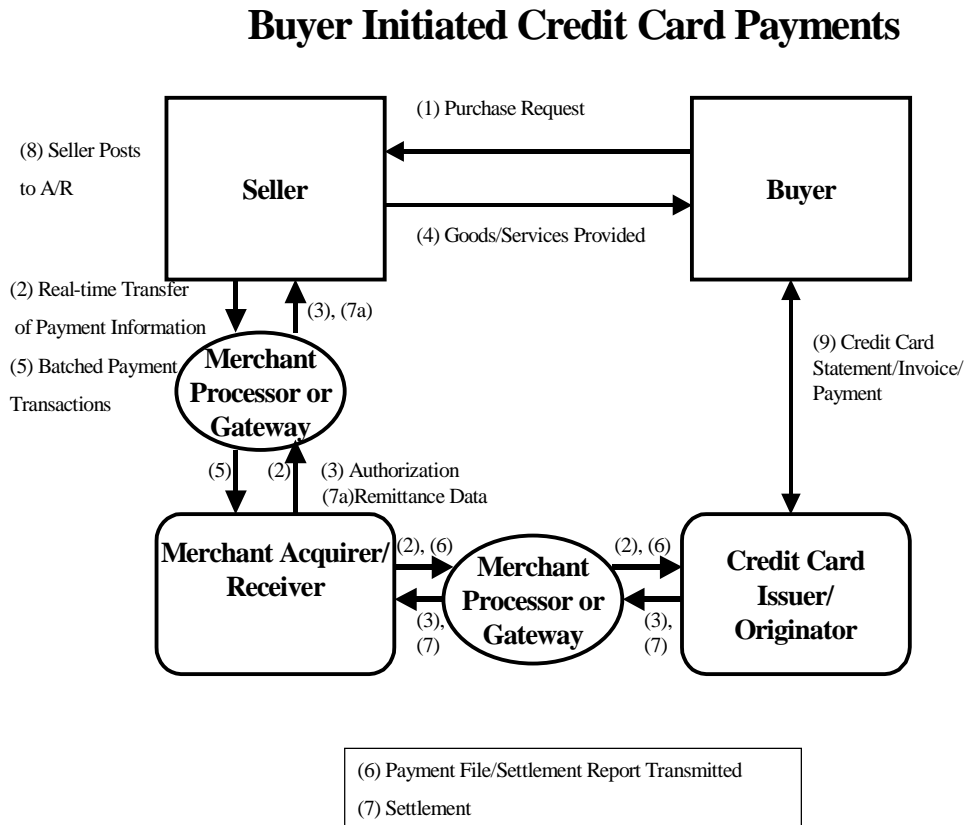 Buyer Initiated Credit Card Payments
(1) Purchase Request
(8) Seller Posts
to A/R
Seller
Buyer
(4) Goods/Services Provided
(2) Real-time Transfer
of Payment Information
(3), (7a)
(5) Batched Payment
Transactions
Merchant
Processor or
Gateway
(9) Credit Card
Statement/Invoice/
Payment
(5)
(2)
(3) Authorization
(7a)Remittance Data
Merchant Acquirer/
Receiver
(2), (6)
Merchant
Processor or
Gateway
(2), (6)
Credit Card
Issuer/
Originator
(3),
(7)
(3),
(7)
(6) Payment File/Settlement Report Transmitted
(7) Settlement